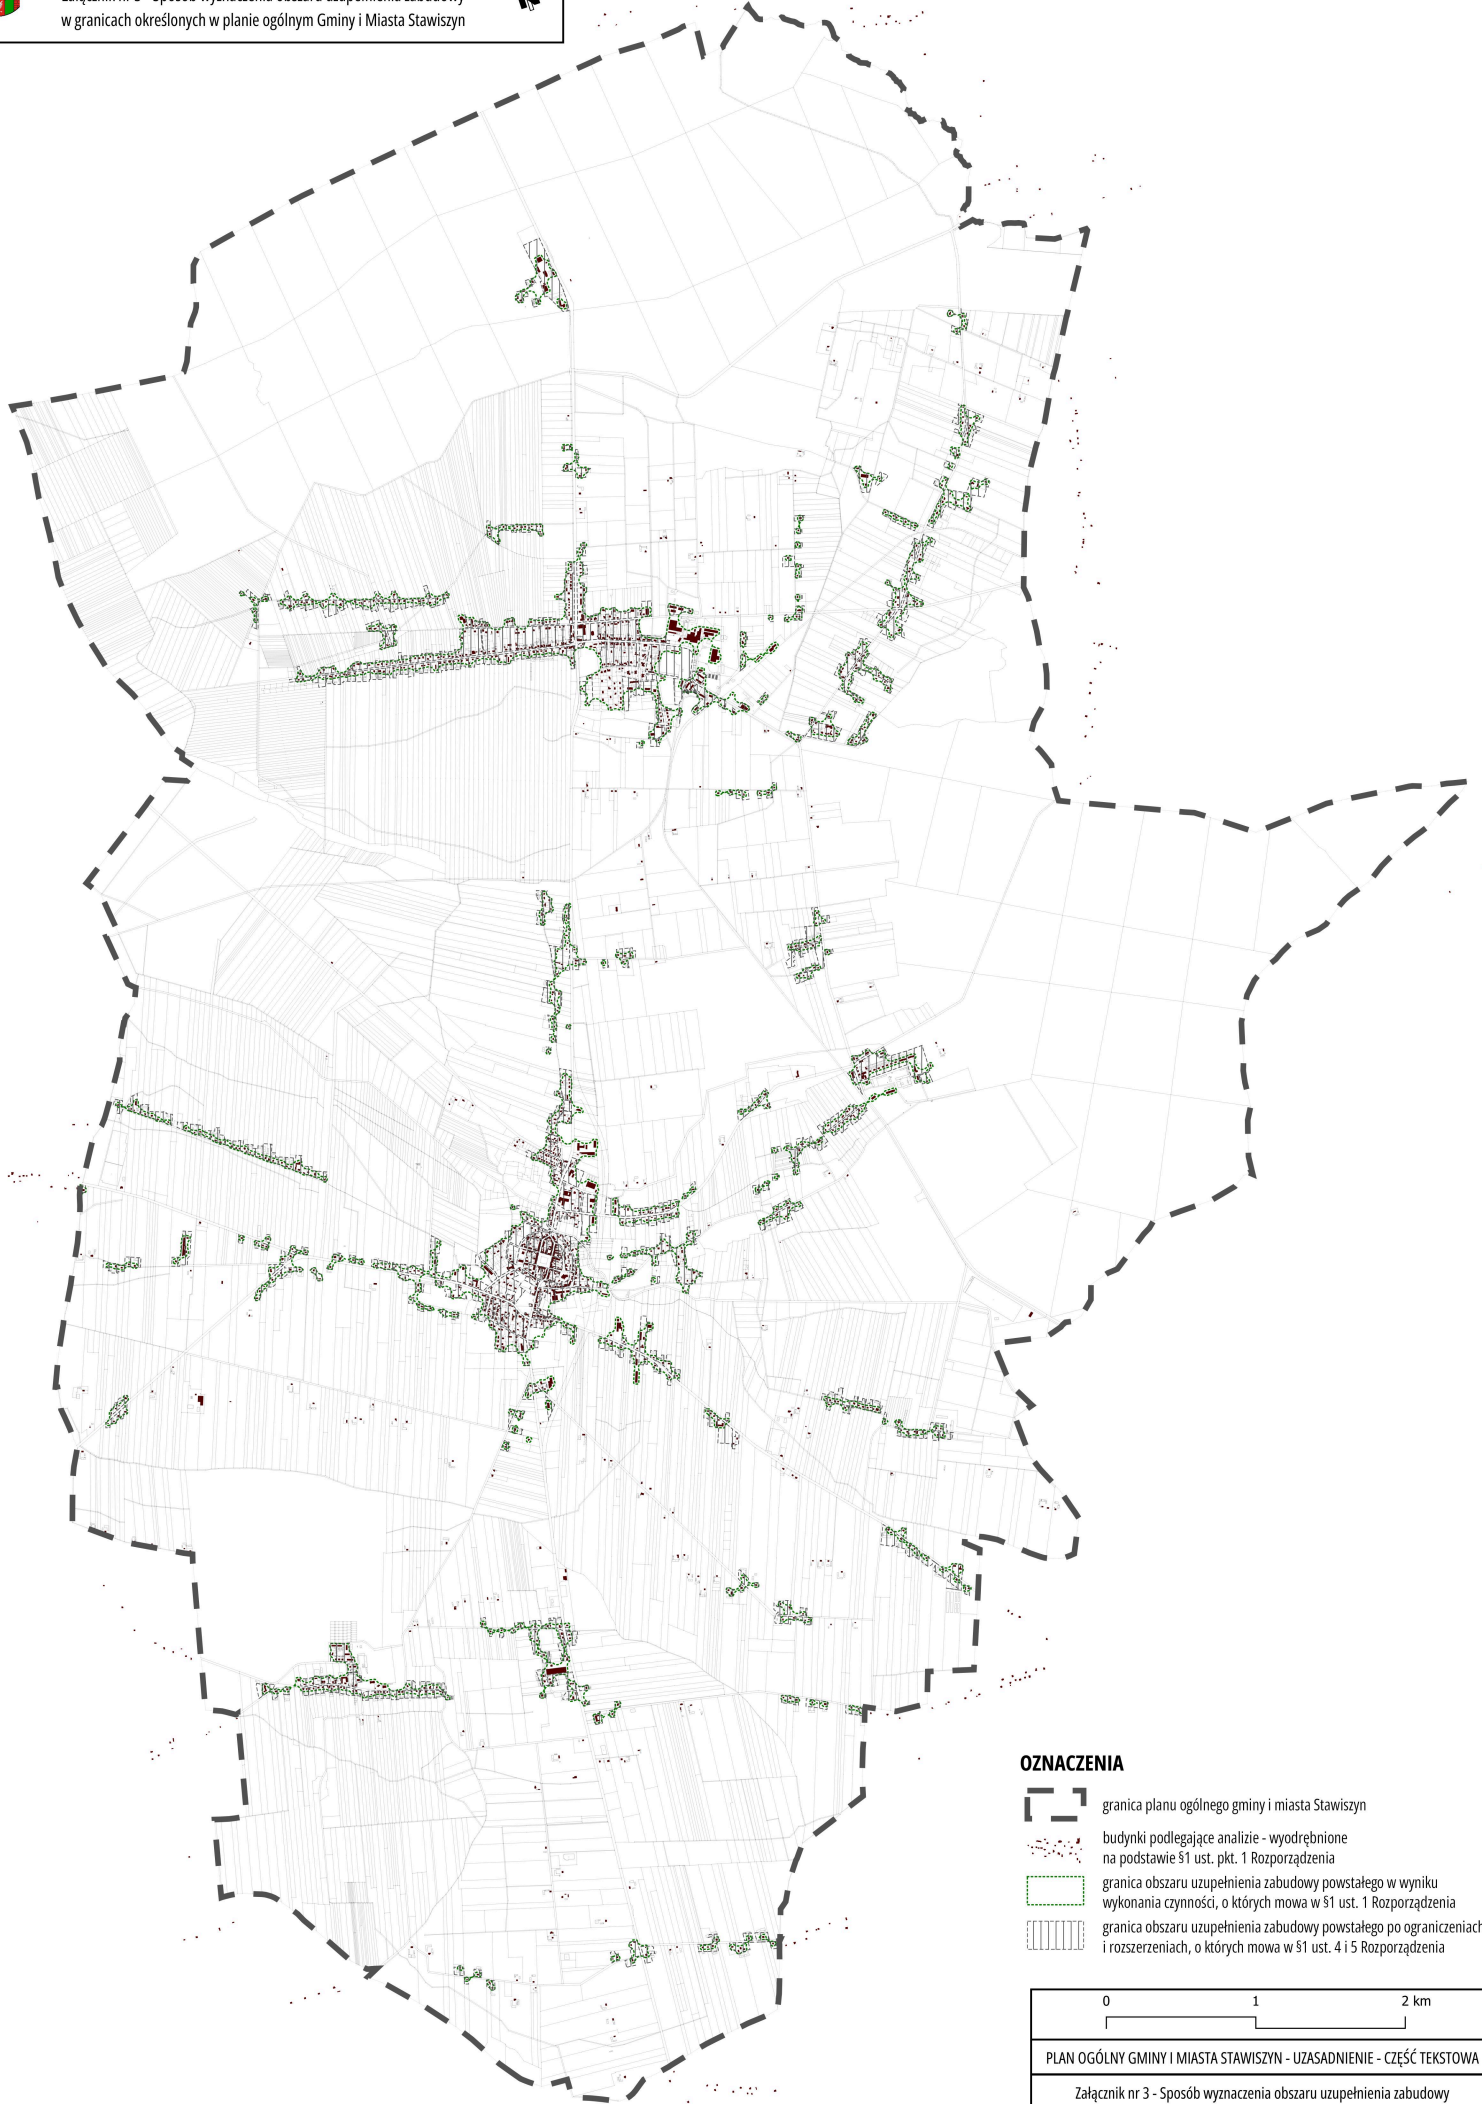 w granicach określonych w planie ogólnym Gminy i Miasta Stawiszyn
OZNACZENIA
granica planu ogólnego gminy i miasta Stawiszyn
budynki podlegające analizie - wyodrębnione
na podstawie §1 ust. pkt. 1 Rozporządzenia
granica obszaru uzupełnienia zabudowy powstałego w wyniku
wykonania czynności, o których mowa w §1 ust. 1 Rozporządzenia
granica obszaru uzupełnienia zabudowy powstałego po ograniczeniach
i rozszerzeniach, o których mowa w §1 ust. 4 i 5 Rozporządzenia
0 1 2 km
PLAN OGÓLNY GMINY I MIASTA STAWISZYN - UZASADNIENIE - CZĘŚĆ TEKSTOWA
Załącznik nr 3 - Sposób wyznaczenia obszaru uzupełnienia zabudowy